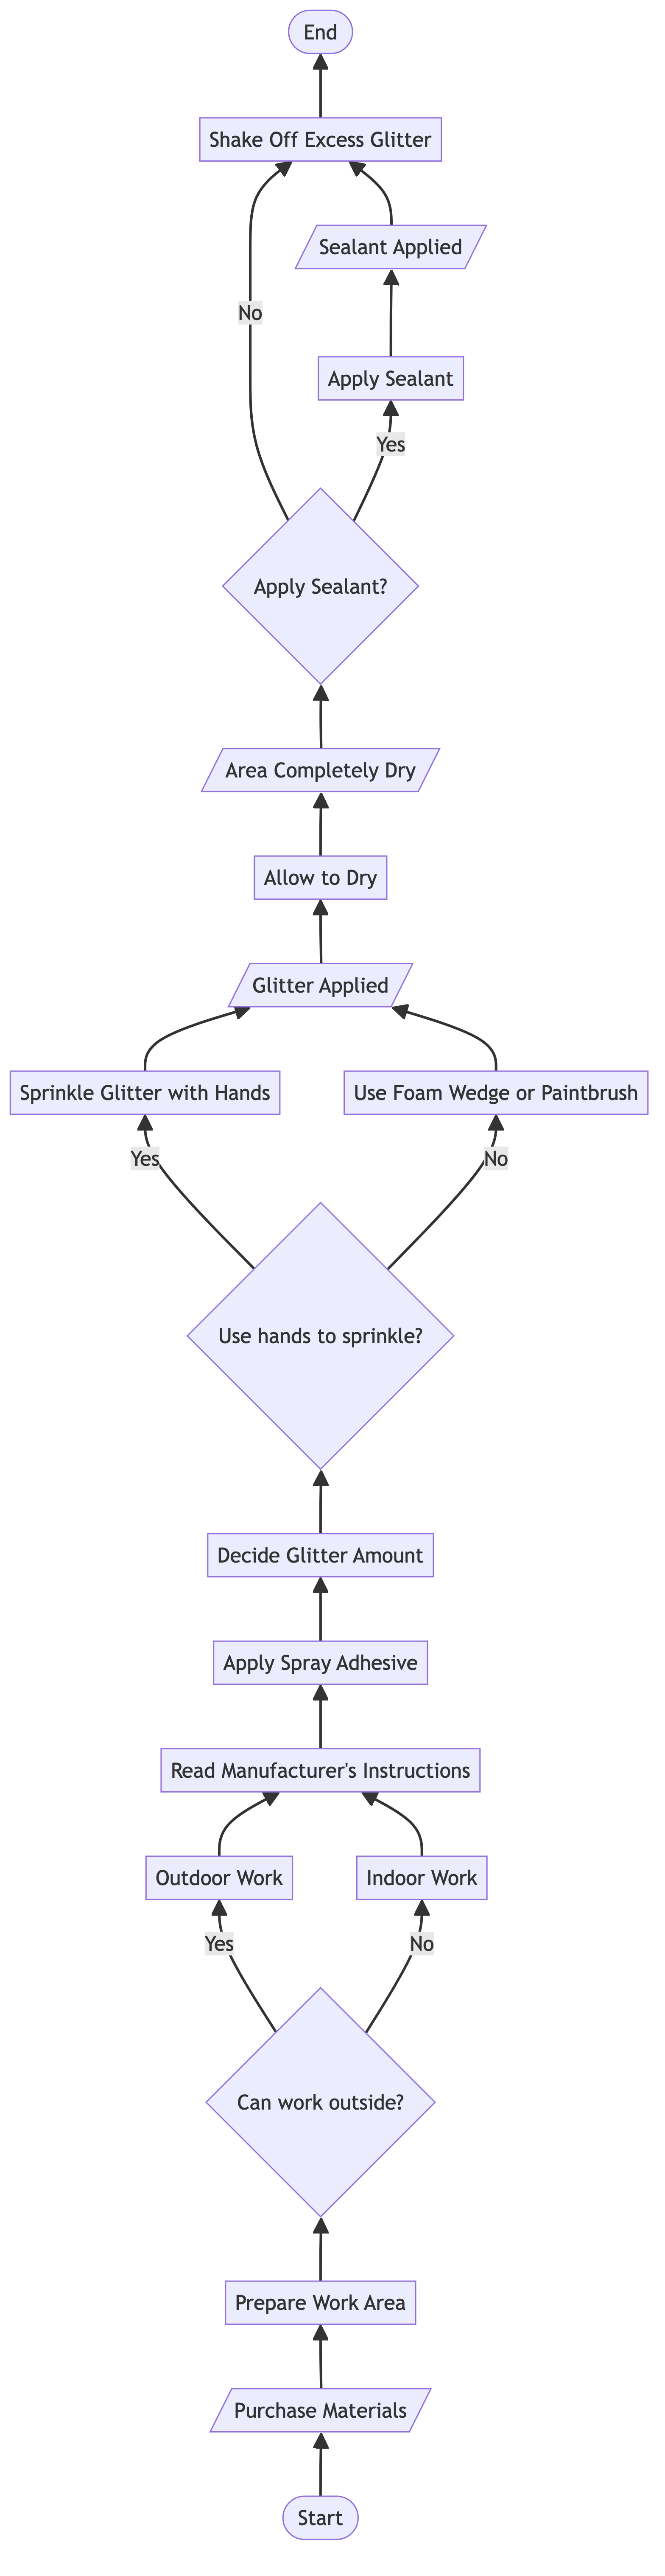 End
Shake Off Excess Glitter
Sealant Applied
No
Apply Sealant
Yes
Apply Sealant?
Area Completely Dry
Allow to Dry
Glitter Applied
Sprinkle Glitter with Hands
Use Foam Wedge or Paintbrush
Yes
No
Use hands to sprinkle?
Decide Glitter Amount
Apply Spray Adhesive
Read Manufacturer's Instructions
Outdoor Work
Indoor Work
Yes
No
Can work outside?
Prepare Work Area
Purchase Materials
Start